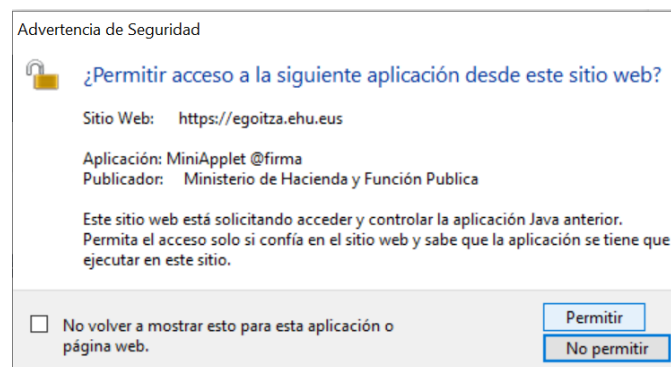 Advertencia de Seguridad
¿Permitir acceso a la siguiente aplicación desde este sitio web?
Sitio Web: https://egoitza.ehu.eus
Aplicación: MiniApplet @firma
Publicador: Ministerio de Hacienda y Función Publica
Este sitio web está solicitando acceder y controlar la aplicación Java anterior.
Permita el acceso solo si confía en el sitio web y sabe que la aplicación se tiene que
ejecutar en este sitio.
No volver a mostrar esto para esta aplicación o
página web.
Permitir
No permitir